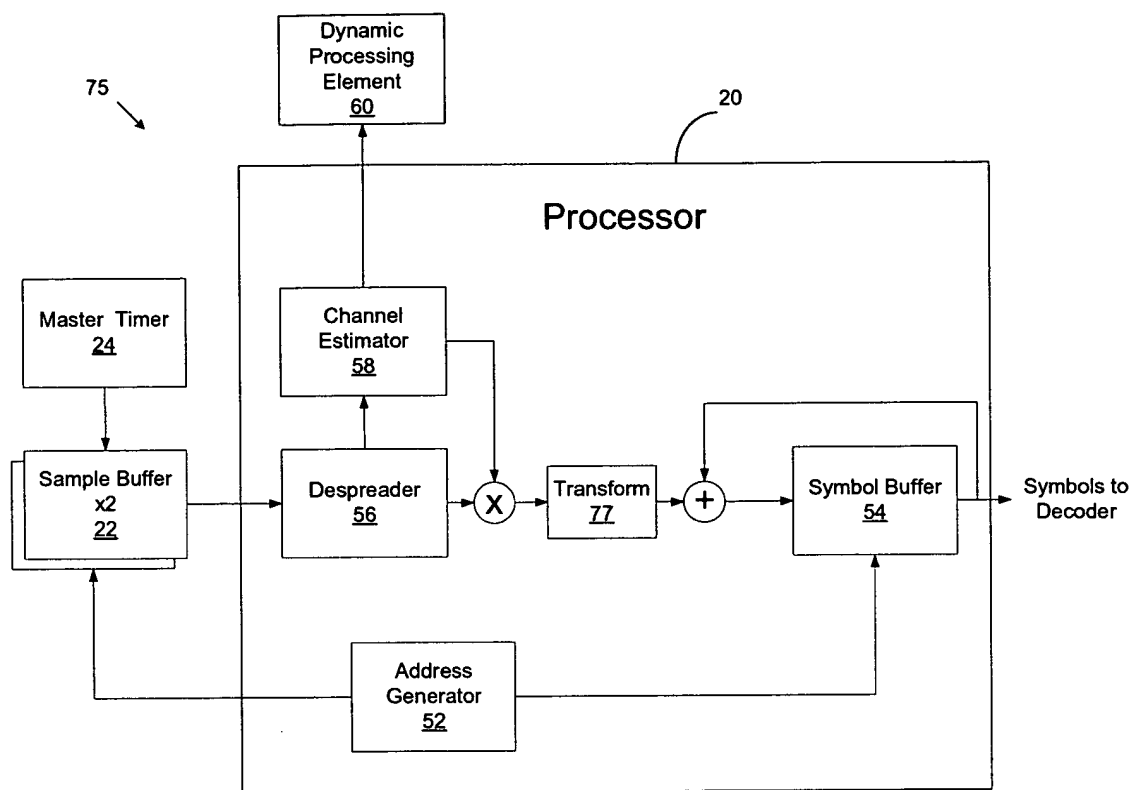 Dynamic
Processing
Element
60
75
20
Processor
Master Timer
24
Channel
Estimator
58
Sample Buffer
x2
22
Despreader
56
X
Transform
77
+
Symbol Buffer
54
Symbols to
Decoder
Address
Generator
52